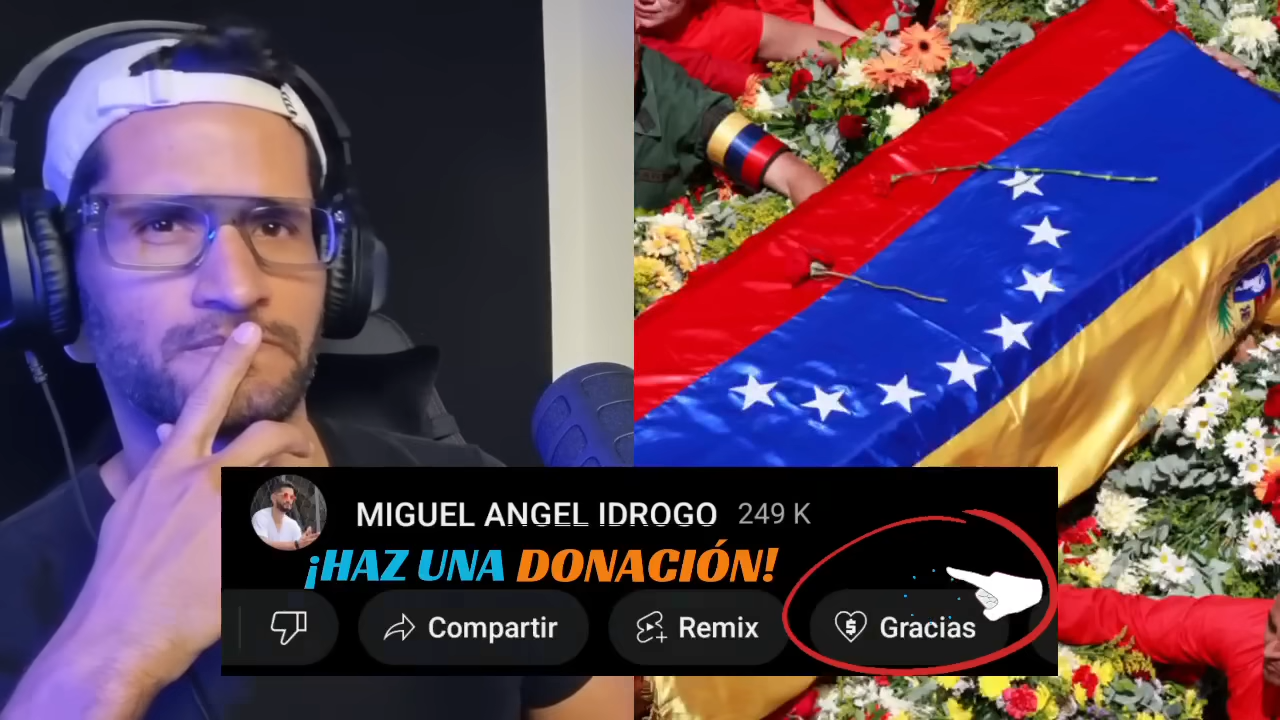 MIGUEL ANGEL IDROGO 249 K
¡HAZ UNA DONACIÓN!
Compartir Remix Gracias